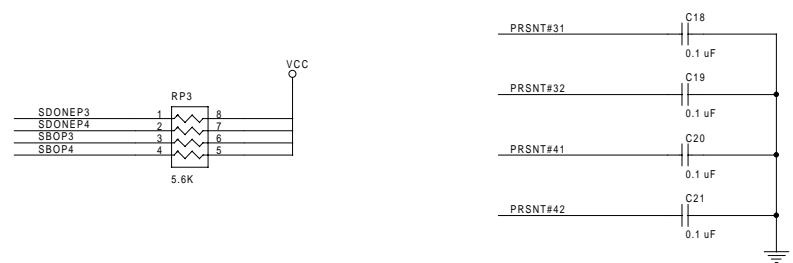 VCC
RP3
SDONEP3 1 8
SDONEP4 2 7
SBOP3 3 6
SBOP4 4 5
5.6K
C18
PRSNT#31
0.1 uF
C19
PRSNT#32
0.1 uF
C20
PRSNT#41
0.1 uF
C21
PRSNT#42
0.1 uF